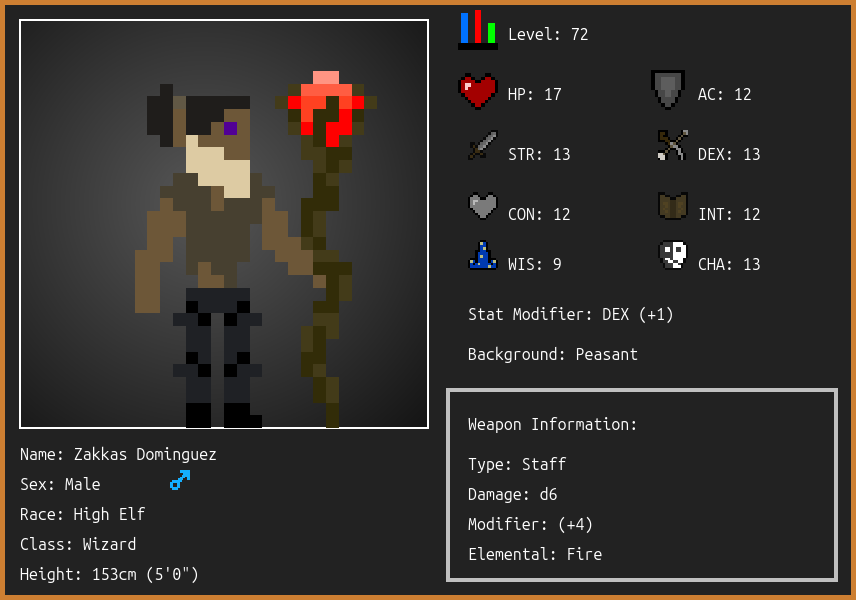 Level: 72
HP: 17
AC: 12
STR: 13
DEX: 13
CON: 12
INT: 12
WIS: 9
CHA: 13
Stat Modifier: DEX (+1)
Background: Peasant
Weapon Information:
Type: Staff
Damage: d6
Modifier: (+4)
Elemental: Fire
Name: Zakkas Dominguez
Sex: Male
Race: High Elf
Class: Wizard
Height: 153cm (5'0")